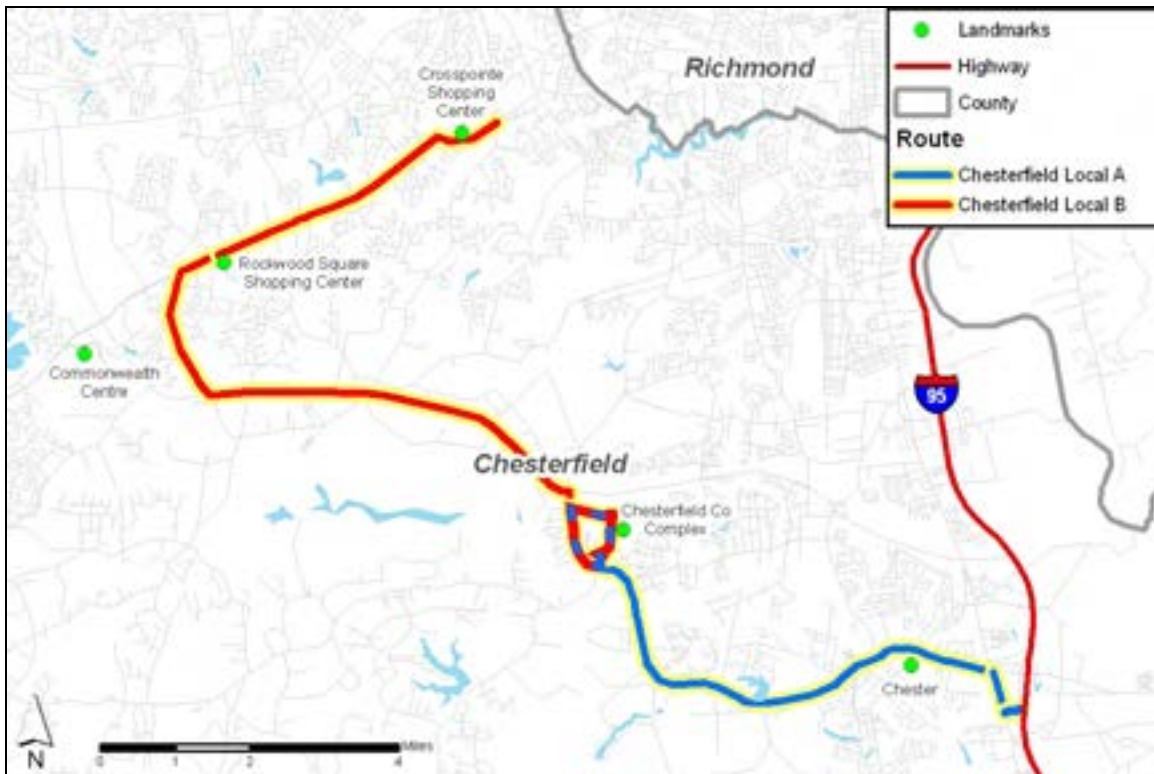 Landmarks
Highway
County
Route
Chesterfield Local A
Chesterfield Local B
Richmond
Crosspointe
Shopping
Center
Rockwood Square
Shopping Center
Commonwealth
Centre
95
Chesterfield
Chesterfield Co
Complex
Chester
N
0 1 2 4
Miles